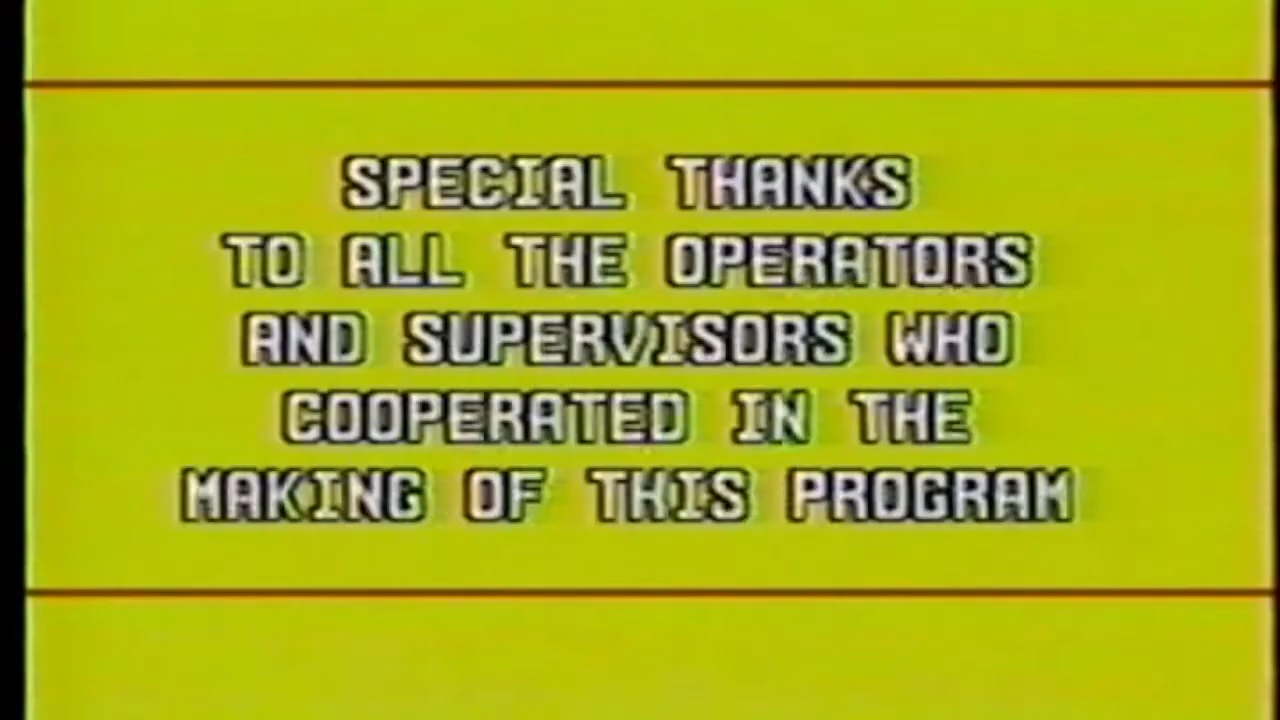 SPECIAL THANKS
TO ALL THE OPERATORS
AND SUPERVISORS WHO
COOPERATED IN THE
MAKING OF THIS PROGRAM